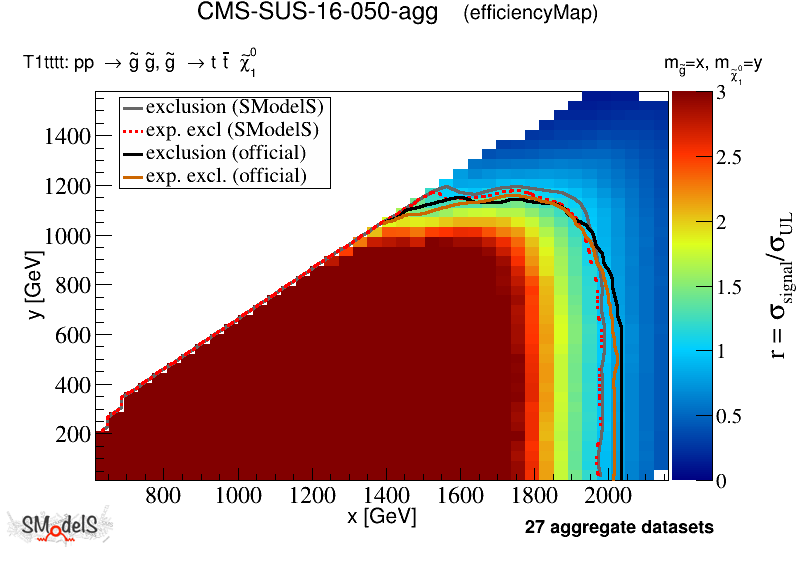 CMS-SUS-16-050-agg (efficiencyMap)
T1tttt: pp → g̃ g̃, g̃ → t t̄ χ̃⁰₁
m_g̃=x, m_χ̃⁰₁=y
exclusion (SModelS)
exp. excl (SModelS)
exclusion (official)
exp. excl. (official)
3
2.5
2
1.5
1
0.5
0
r = σ_signal/σ_UL
1400
1200
1000
800
600
400
200
y [GeV]
800 1000 1200 1400 1600 1800 2000
x [GeV]
SModelS
27 aggregate datasets